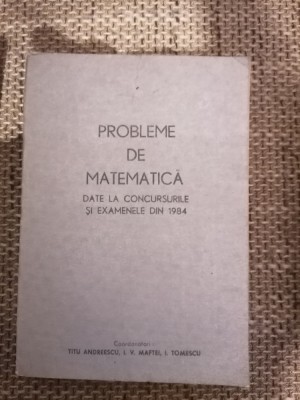 PROBLEME
DE
MATEMATICĂ
DATE LA CONCURSURILE
ȘI EXAMENELE DIN 1984
Coordonatori :
TITU ANDREESCU, I. V. MAFTEI, I. TOMESCU